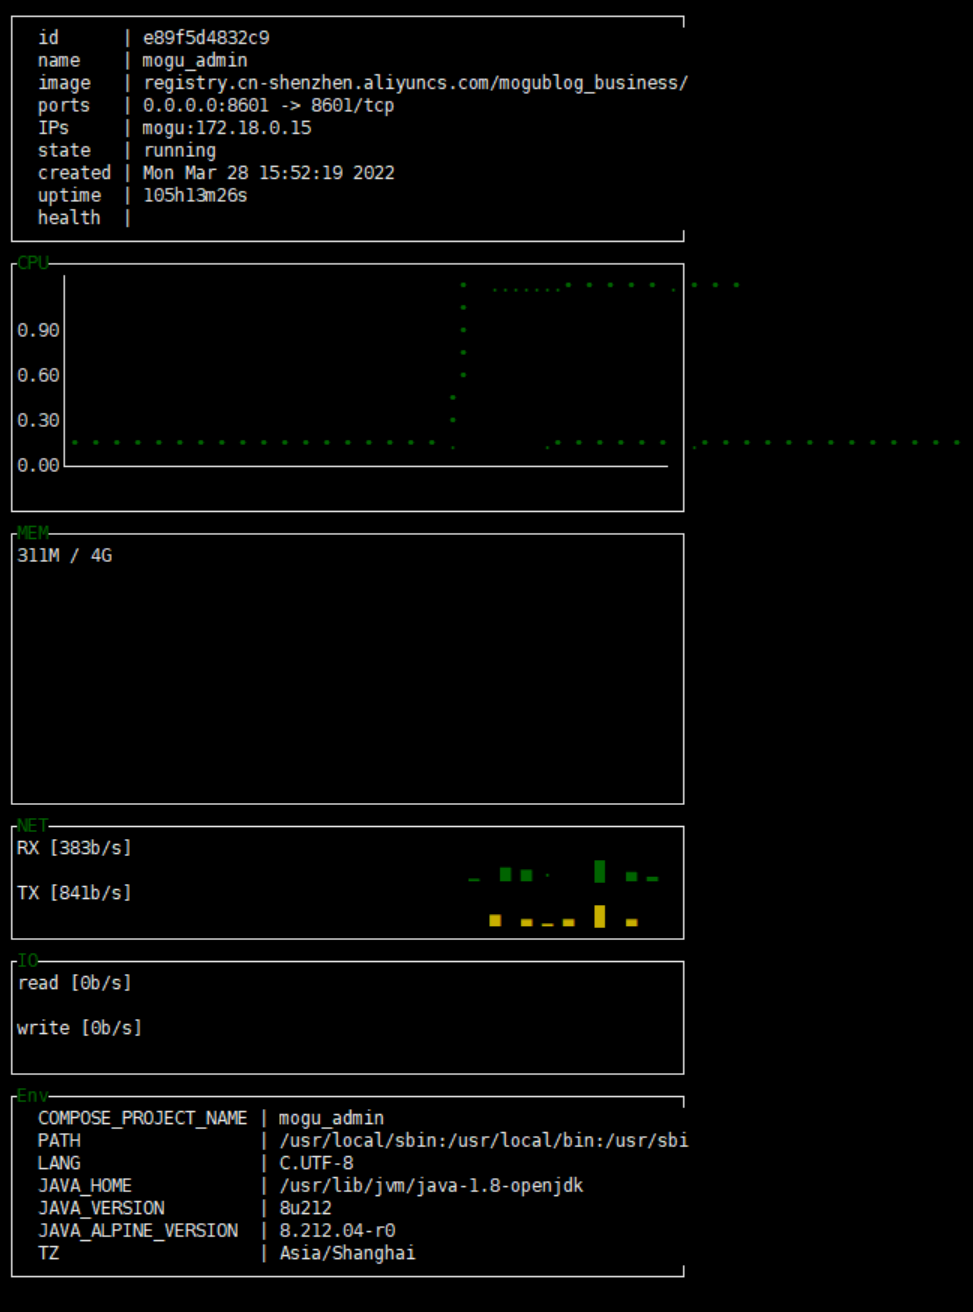 id | e89f5d4832c9
name | mogu_admin
image | registry.cn-shenzhen.aliyuncs.com/mogublog_business/
ports | 0.0.0.0:8601 -> 8601/tcp
IPs | mogu:172.18.0.15
state | running
created | Mon Mar 28 15:52:19 2022
uptime | 105h13m26s
health |
CPU
0.90
0.60
0.30
0.00
MEM
311M / 4G
NET
RX [383b/s]
TX [841b/s]
IO
read [0b/s]
write [0b/s]
Env
COMPOSE_PROJECT_NAME | mogu_admin
PATH | /usr/local/sbin:/usr/local/bin:/usr/sbi
LANG | C.UTF-8
JAVA_HOME | /usr/lib/jvm/java-1.8-openjdk
JAVA_VERSION | 8u212
JAVA_ALPINE_VERSION | 8.212.04-r0
TZ | Asia/Shanghai